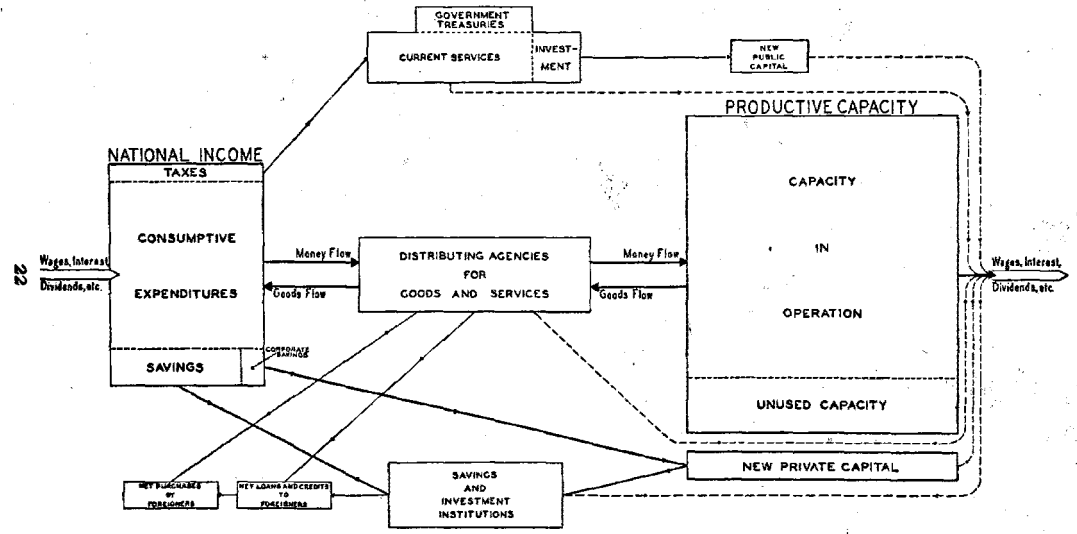 GOVERNMENT
TREASURIES
CURRENT SERVICES
INVEST-
MENT
NEW
PUBLIC
CAPITAL
PRODUCTIVE CAPACITY
NATIONAL INCOME
TAXES
CONSUMPTIVE
EXPENDITURES
Wages, Interest,
Dividends, etc.
22
Money Flow
Goods Flow
DISTRIBUTING AGENCIES
FOR
GOODS AND SERVICES
Money Flow
Goods Flow
CAPACITY
IN
OPERATION
Wages, Interest,
Dividends, etc.
SAVINGS
CORPORATE
SAVINGS
UNUSED CAPACITY
NEW PRIVATE CAPITAL
SAVINGS
AND
INVESTMENT
INSTITUTIONS
NET PURCHASES
BY
FOREIGNERS
NET LOANS AND CREDITS
TO
FOREIGNERS